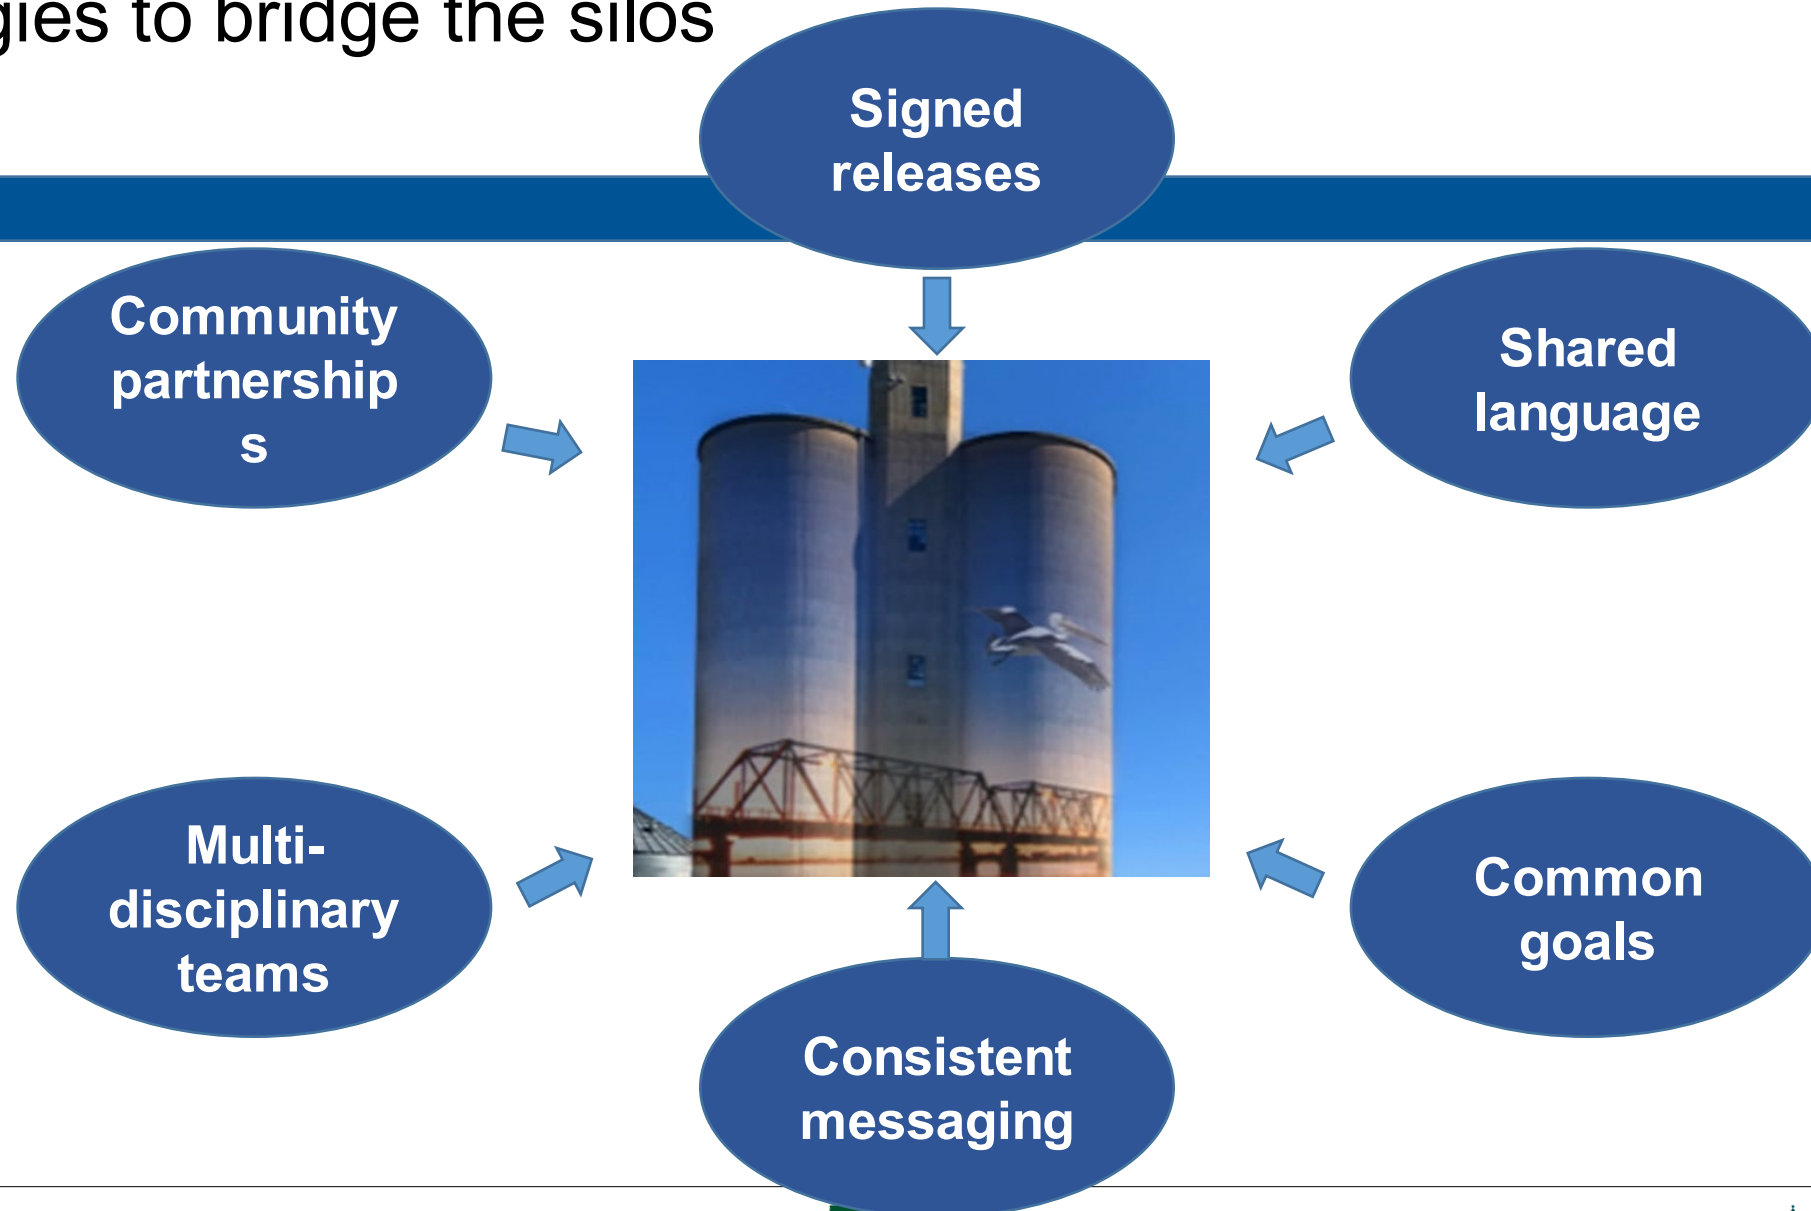 gies to bridge the silos
Signed
releases
Community
partnership
s
Shared
language
Multi-
disciplinary
teams
Common
goals
Consistent
messaging